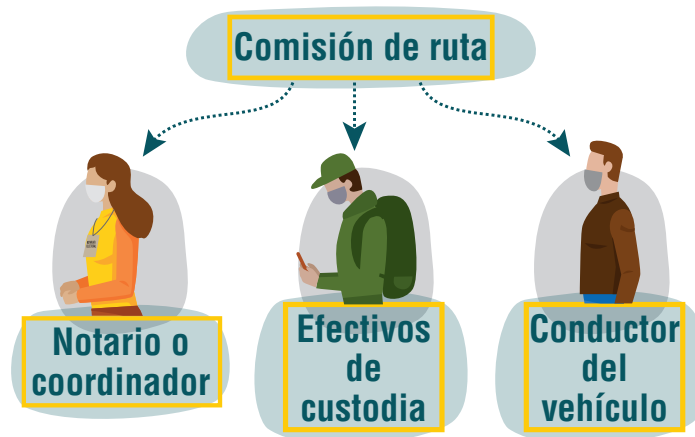 Comisión de ruta
Notario o
coordinador
Efectivos
de
custodia
Conductor
del
vehículo